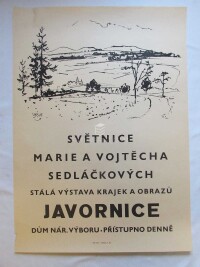 SVĚTNICE
MARIE A VOJTĚCHA
SEDLÁČKOVÝCH
STÁLÁ VÝSTAVA KRAJEK A OBRAZŮ
JAVORNICE
DŮM NÁR. VÝBORU - PŘÍSTUPNO DENNĚ